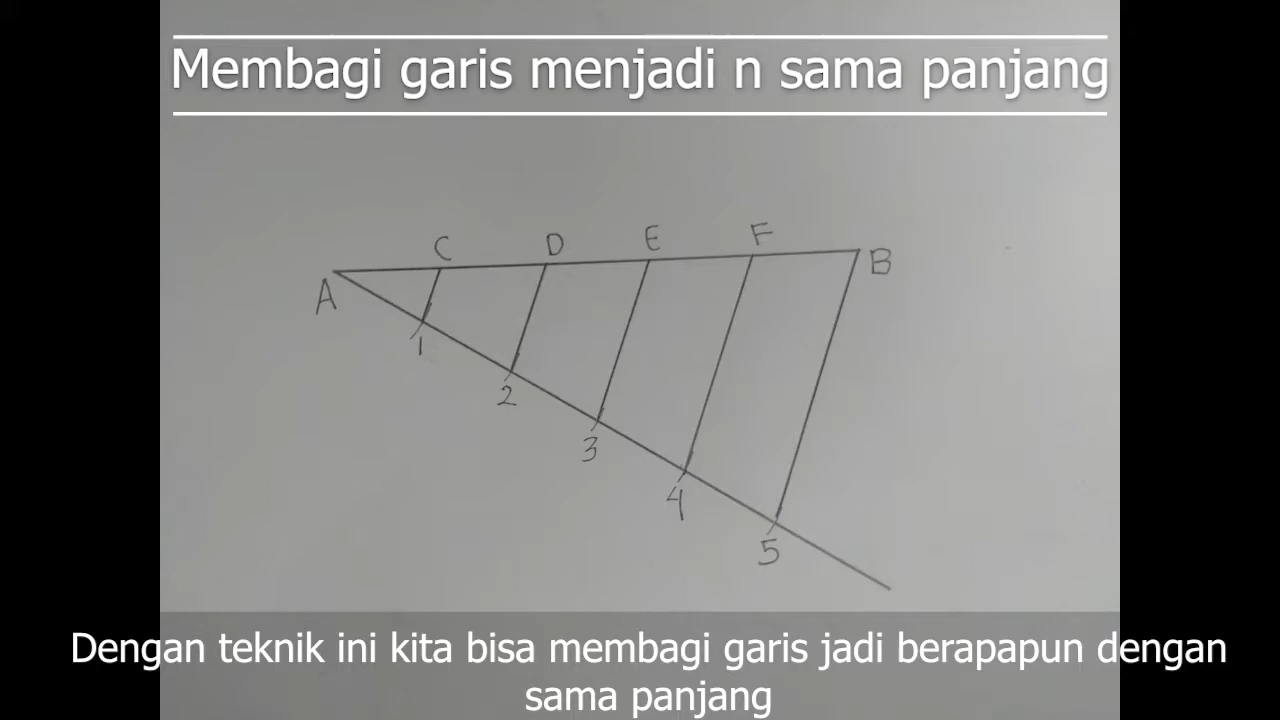 Membagi garis menjadi n sama panjang
C D E F
A B
1
2
3
4
5
Dengan teknik ini kita bisa membagi garis jadi berapapun dengan
sama panjang